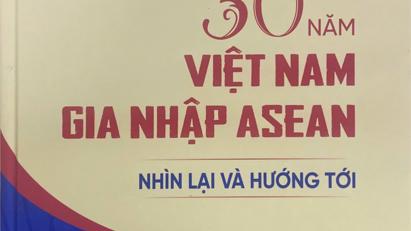 30 NĂM
VIỆT NAM
GIA NHẬP ASEAN
NHÌN LẠI VÀ HƯỚNG TỚI